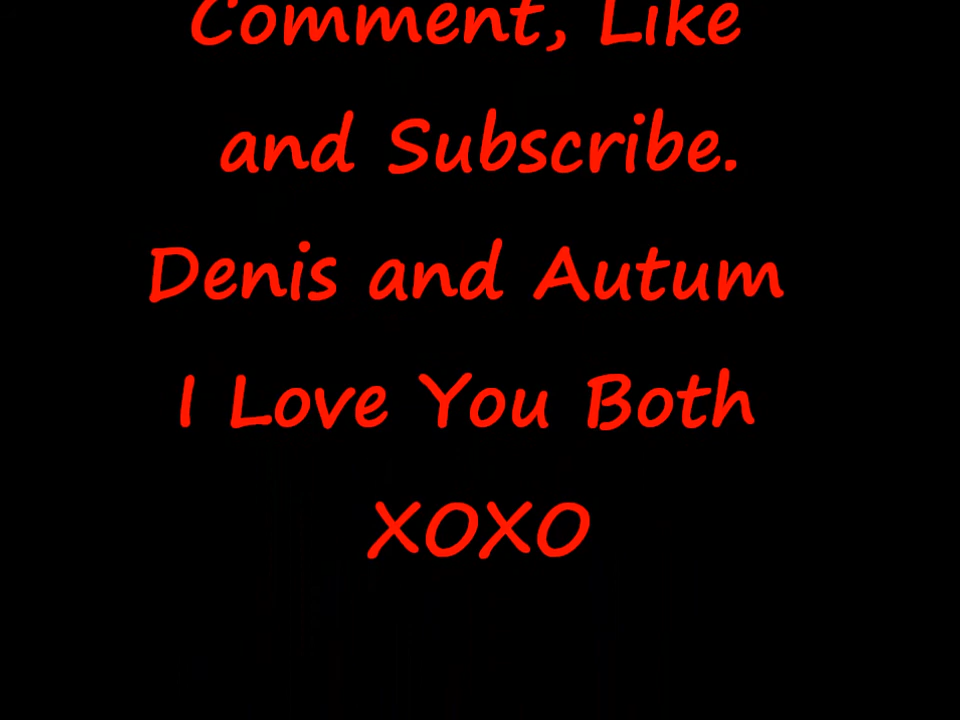 Comment, Like
and Subscribe.
Denis and Autum
I Love You Both
XOXO